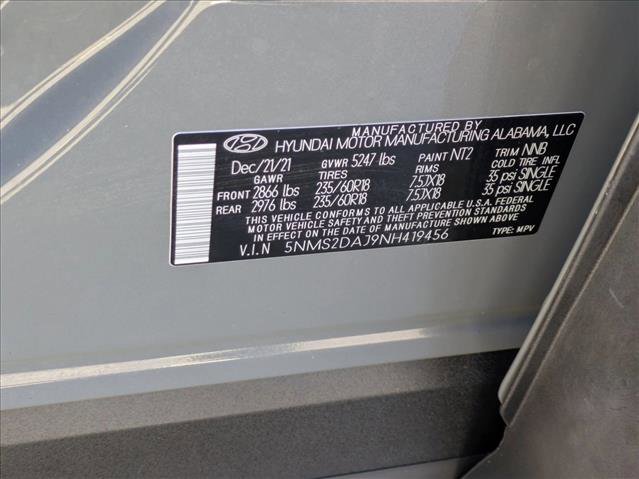 MANUFACTURED BY
HYUNDAI MOTOR MANUFACTURING ALABAMA, LLC
Dec/21/21 GVWR 5247 lbs PAINT NT2 TRIM NNB
GAWR TIRES RIMS COLD TIRE INFL
FRONT 2866 lbs 235/60R18 7.5JX18 35 psi SINGLE
REAR 2976 lbs 235/60R18 7.5JX18 35 psi SINGLE
THIS VEHICLE CONFORMS TO ALL APPLICABLE U.S.A. FEDERAL
MOTOR VEHICLE SAFETY AND THEFT PREVENTION STANDARDS
IN EFFECT ON THE DATE OF MANUFACTURE SHOWN ABOVE.
V.I.N 5NMS2DAJ9NH419456 TYPE: MPV